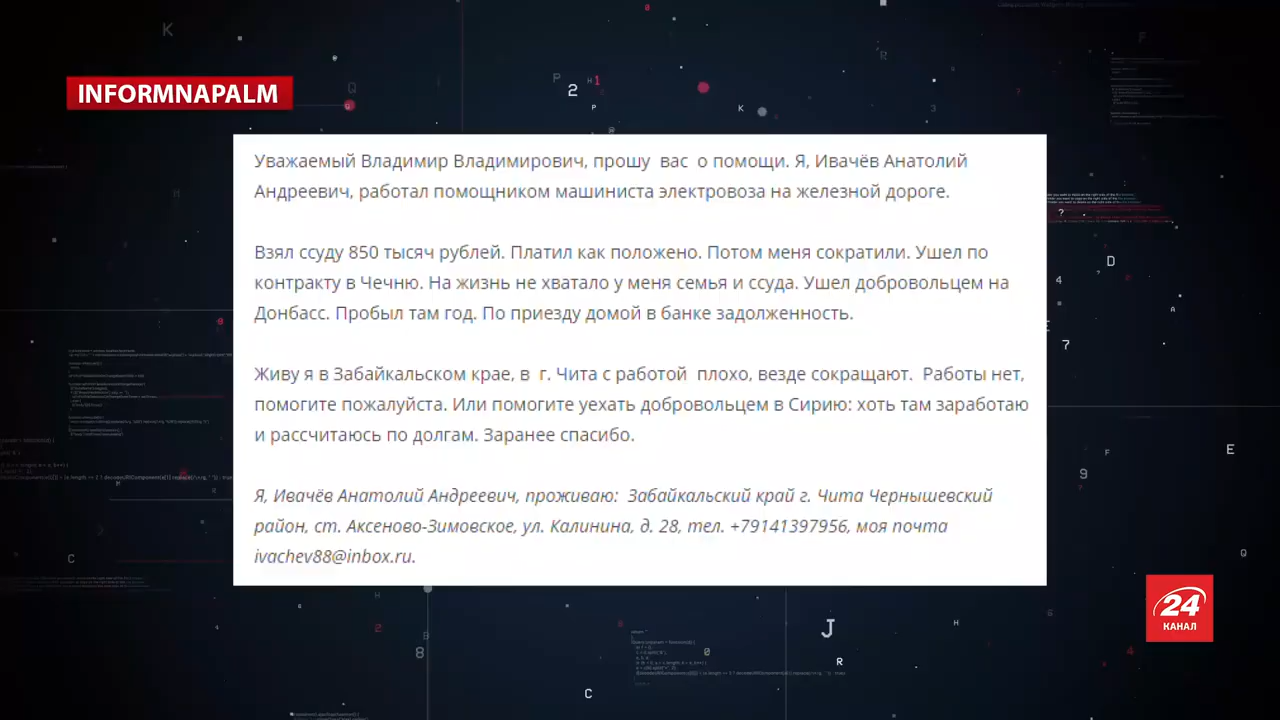 INFORMNAPALM
Уважаемый Владимир Владимирович, прошу вас о помощи. Я, Ивачёв Анатолий
Андреевич, работал помощником машиниста электровоза на железной дороге.
Взял ссуду 850 тысяч рублей. Платил как положено. Потом меня сократили. Ушел по
контракту в Чечню. На жизнь не хватало у меня семья и ссуда. Ушел добровольцем на
Донбасс. Пробыл там год. По приезду домой в банке задолженность.
Живу я в Забайкальском крае, в г. Чита с работой плохо, везде сокращают. Работы нет,
помогите пожалуйста. Или помогите уехать добровольцем в Сирию: хоть там заработаю
и рассчитаюсь по долгам. Заранее спасибо.
Я, Ивачёв Анатолий Андреевич, проживаю: Забайкальский край г. Чита Чернышевский
район, ст. Аксеново-Зимовское, ул. Калинина, д. 28, тел. +79141397956, моя почта
ivachev88@inbox.ru.
24
КАНАЛ